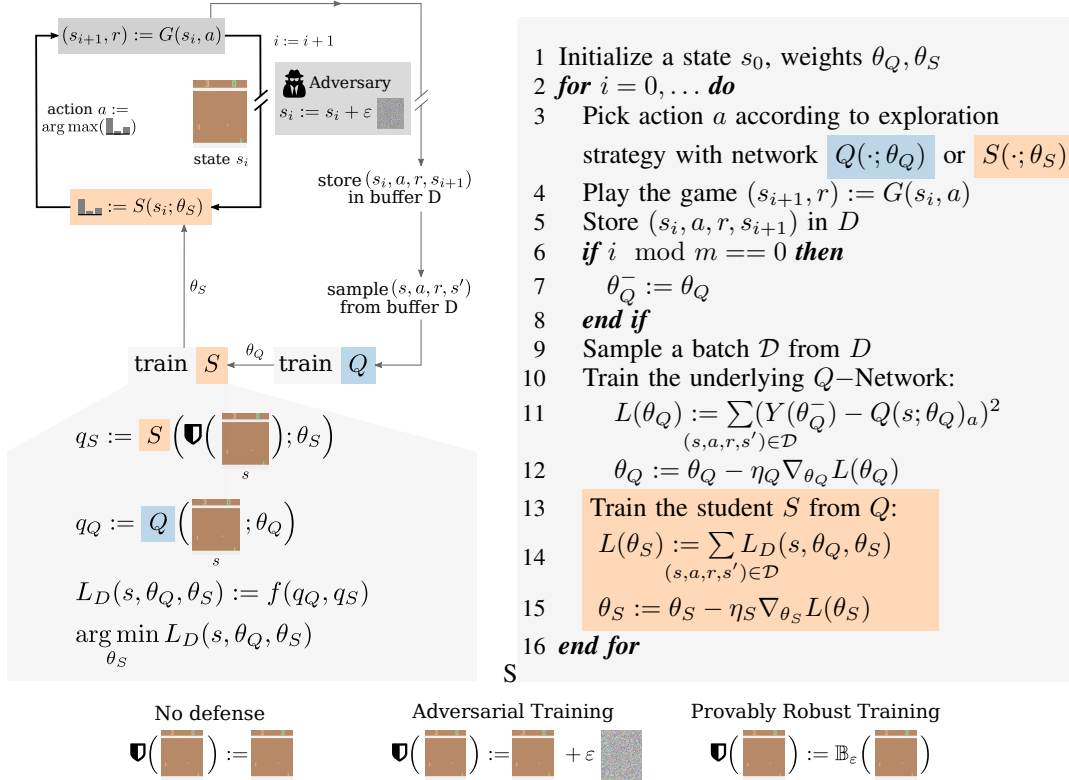 (s_{i+1}, r) := G(s_i, a)
i := i + 1
Adversary
s_i := s_i + ε
action a :=
arg max( )
state s_i
store (s_i, a, r, s_{i+1})
in buffer D
:= S(s_i; θ_S)
θ_S
sample (s, a, r, s′)
from buffer D
train S
θ_Q
train Q
q_S := S ( ( ) ; θ_S )
s
q_Q := Q ( ; θ_Q )
s
L_D(s, θ_Q, θ_S) := f(q_Q, q_S)
arg min L_D(s, θ_Q, θ_S)
θ_S
1 Initialize a state s_0, weights θ_Q, θ_S
2 for i = 0, … do
3 Pick action a according to exploration
strategy with network Q(·; θ_Q) or S(·; θ_S)
4 Play the game (s_{i+1}, r) := G(s_i, a)
5 Store (s_i, a, r, s_{i+1}) in D
6 if i mod m == 0 then
7 θ_Q^− := θ_Q
8 end if
9 Sample a batch 𝒟 from D
10 Train the underlying Q−Network:
11 L(θ_Q) := ∑ (Y(θ_Q^−) − Q(s; θ_Q)_a)^2
(s,a,r,s′)∈𝒟
12 θ_Q := θ_Q − η_Q ∇_{θ_Q} L(θ_Q)
13 Train the student S from Q:
14 L(θ_S) := ∑ L_D(s, θ_Q, θ_S)
(s,a,r,s′)∈𝒟
15 θ_S := θ_S − η_S ∇_{θ_S} L(θ_S)
16 end for
S
No defense
( ) :=
Adversarial Training
( ) := + ε
Provably Robust Training
( ) := 𝔹_ε ( )